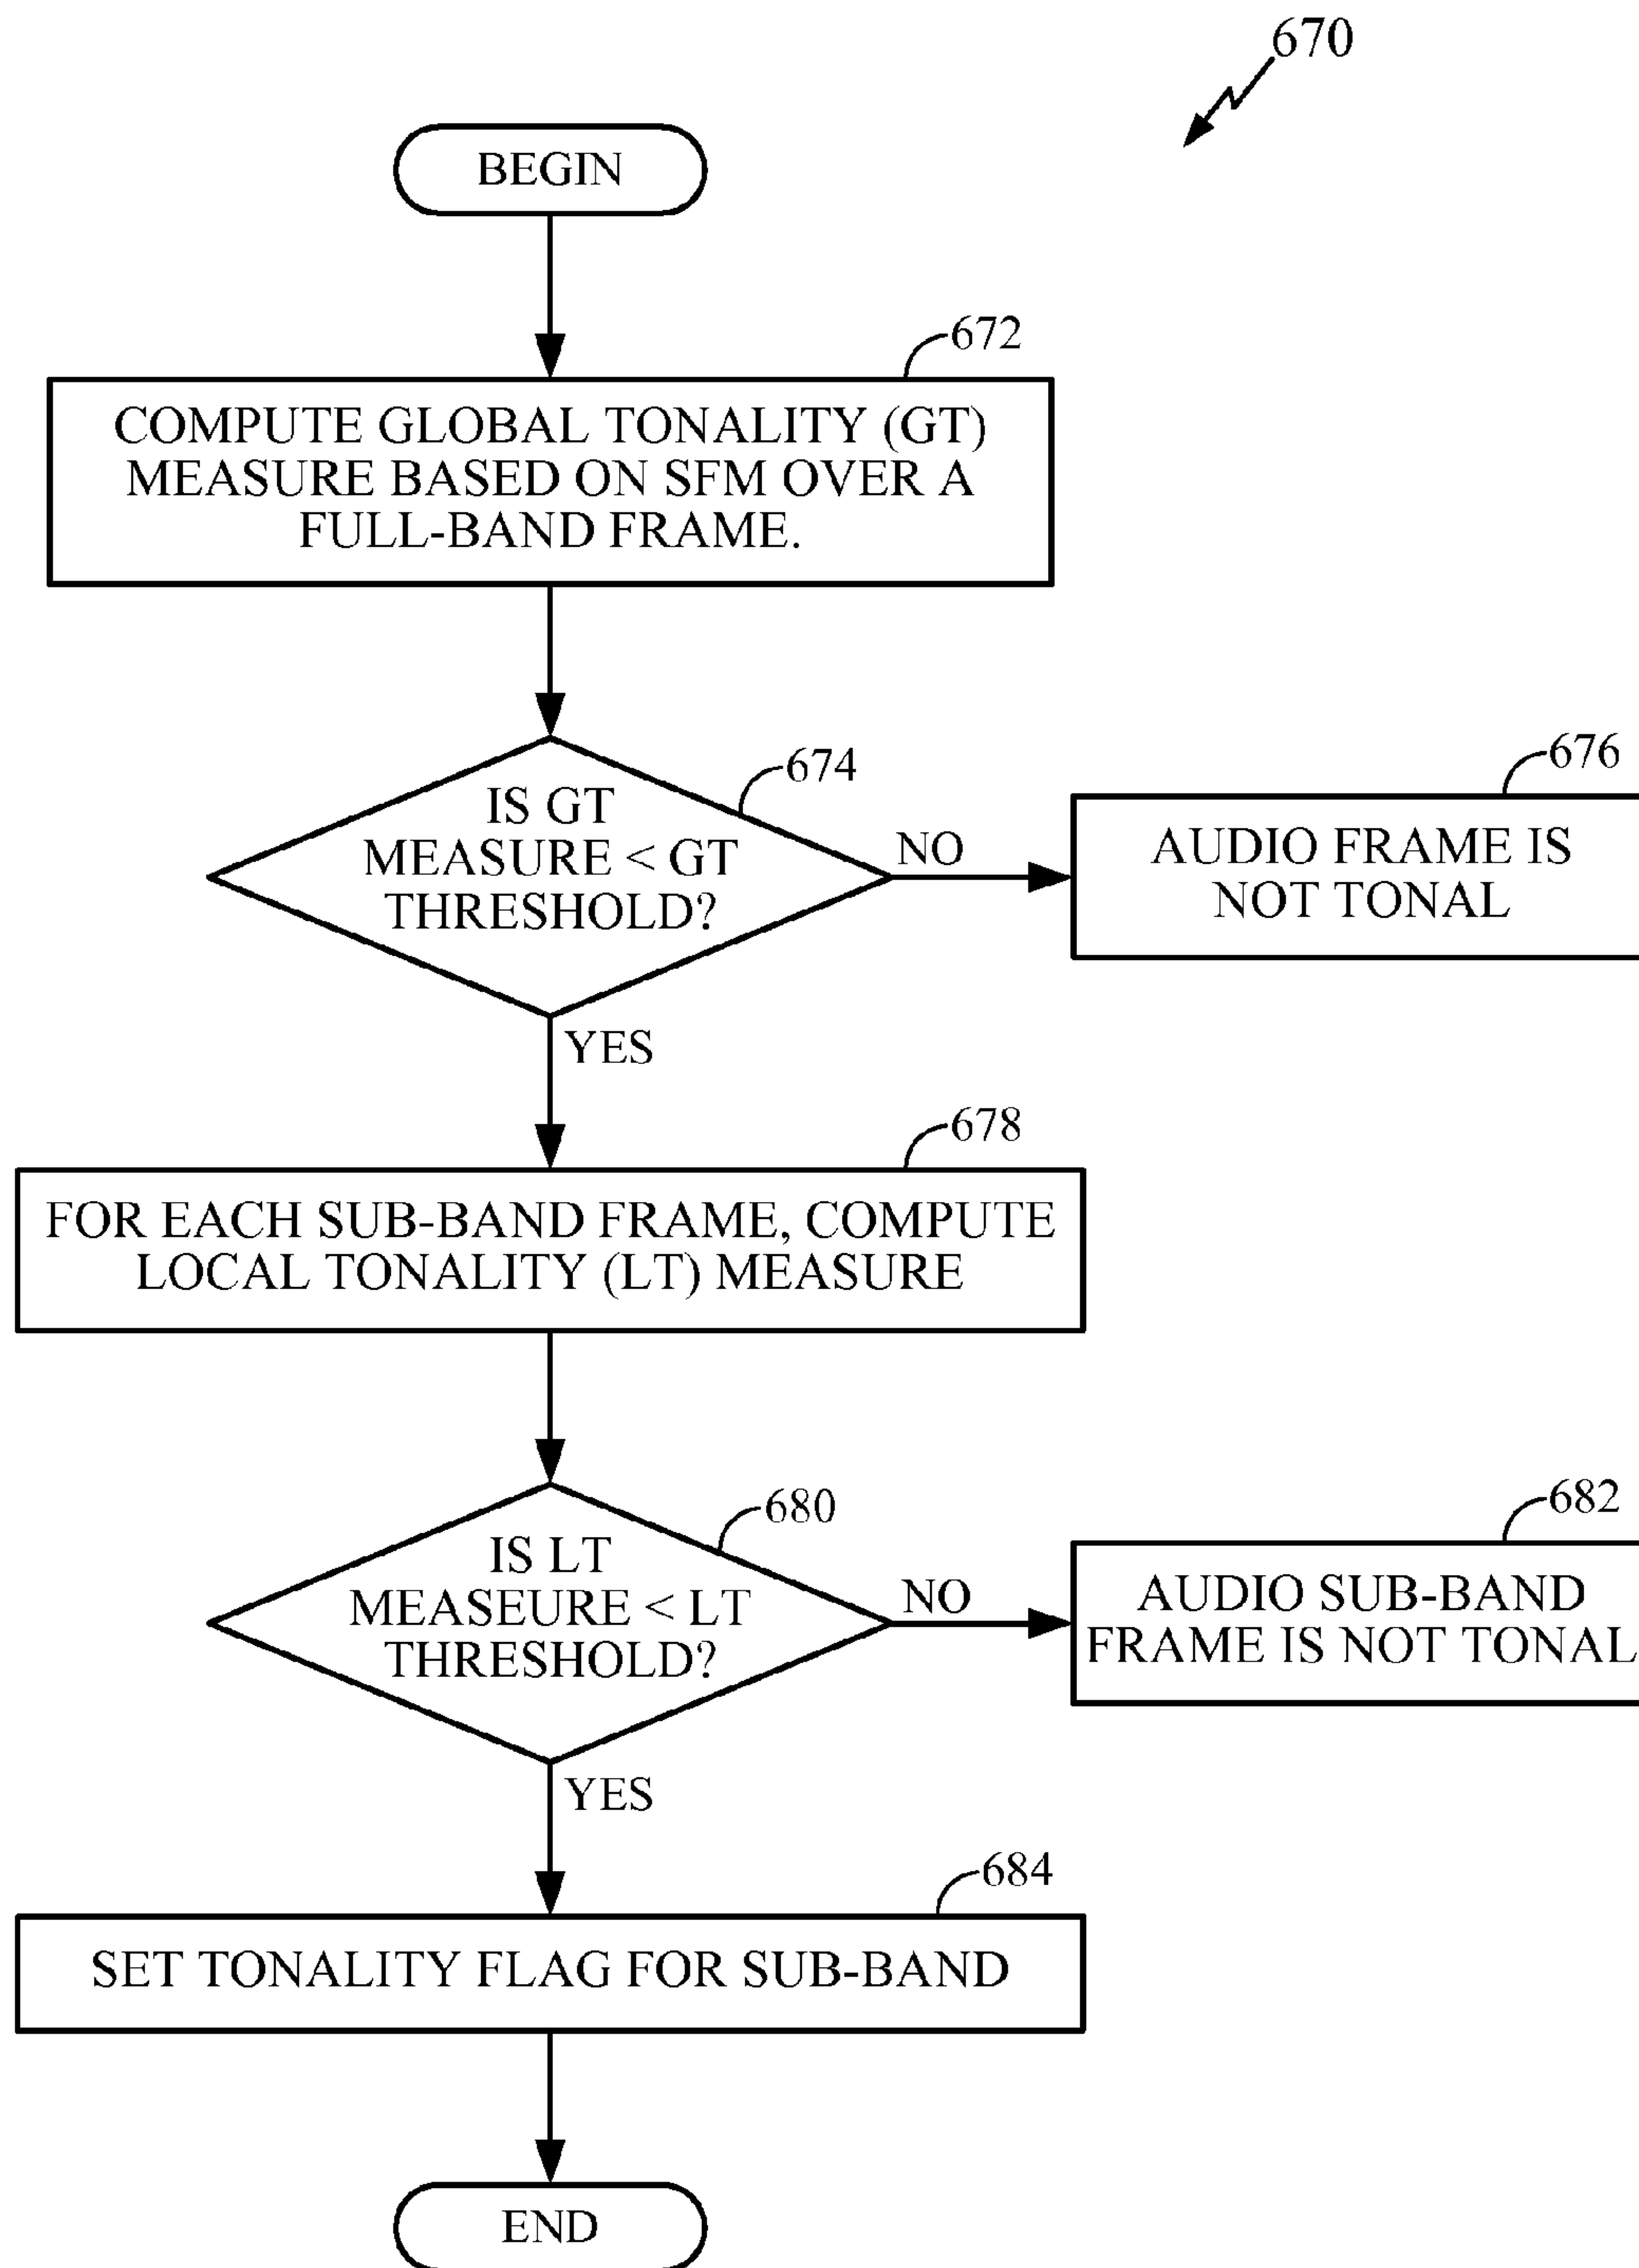 670
BEGIN
672
COMPUTE GLOBAL TONALITY (GT)
MEASURE BASED ON SFM OVER A
FULL-BAND FRAME.
674
IS GT
MEASURE < GT
THRESHOLD?
NO
676
AUDIO FRAME IS
NOT TONAL
YES
678
FOR EACH SUB-BAND FRAME, COMPUTE
LOCAL TONALITY (LT) MEASURE
680
IS LT
MEASEURE < LT
THRESHOLD?
NO
682
AUDIO SUB-BAND
FRAME IS NOT TONAL
YES
684
SET TONALITY FLAG FOR SUB-BAND
END